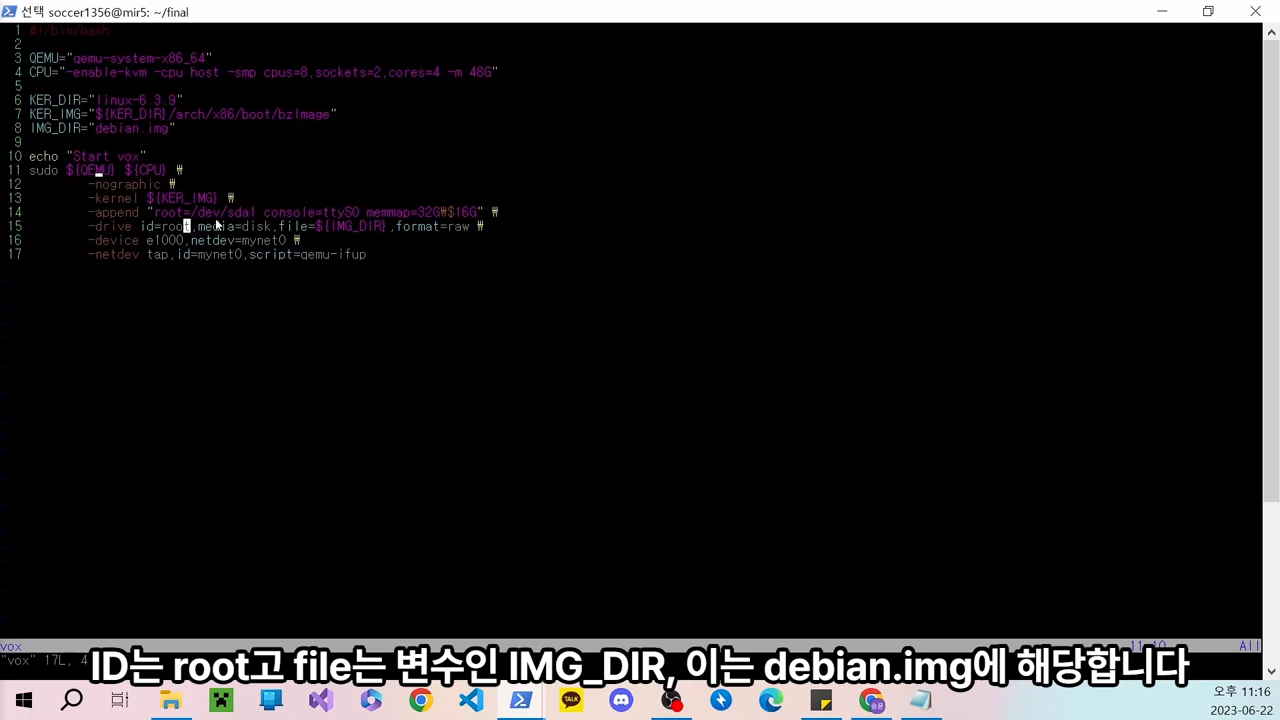 선택 soccer1356@mir5: ~/final
1 #!/bin/bash
2
3 QEMU="qemu-system-x86_64"
4 CPU="-enable-kvm -cpu host -smp cpus=8,sockets=2,cores=4 -m 48G"
5
6 KER_DIR="linux-6.3.9"
7 KER_IMG="${KER_DIR}/arch/x86/boot/bzImage"
8 IMG_DIR="debian.img"
9
10 echo "Start vox"
11 sudo ${QEMU} ${CPU} ₩
12 -nographic ₩
13 -kernel ${KER_IMG} ₩
14 -append "root=/dev/sda1 console=ttyS0 memmap=32G₩$16G" ₩
15 -drive id=root,media=disk,file=${IMG_DIR},format=raw ₩
16 -device e1000,netdev=mynet0 ₩
17 -netdev tap,id=mynet0,script=qemu-ifup
vox 11-10 All
"vox" 17L, 4
ID는 root고 file는 변수인 IMG_DIR, 이는 debian.img에 해당합니다
TALK
오후 11:16
2023-06-22